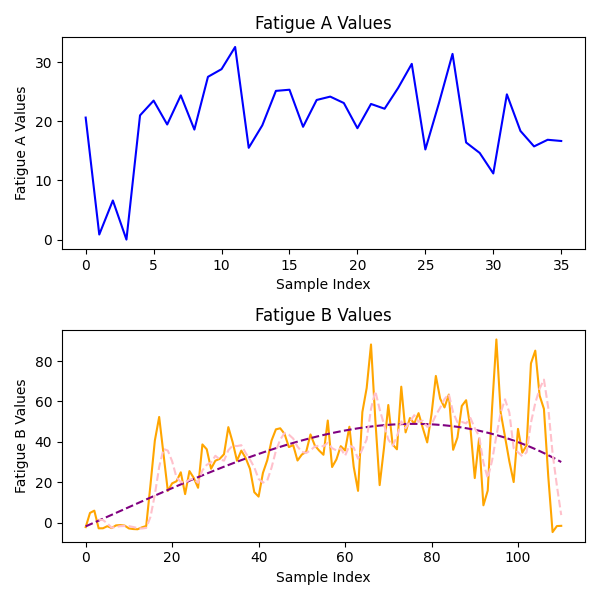 Fatigue A Values
30
20
10
0
Fatigue A Values
0 5 10 15 20 25 30 35
Sample Index
Fatigue B Values
80
60
40
20
0
Fatigue B Values
0 20 40 60 80 100
Sample Index